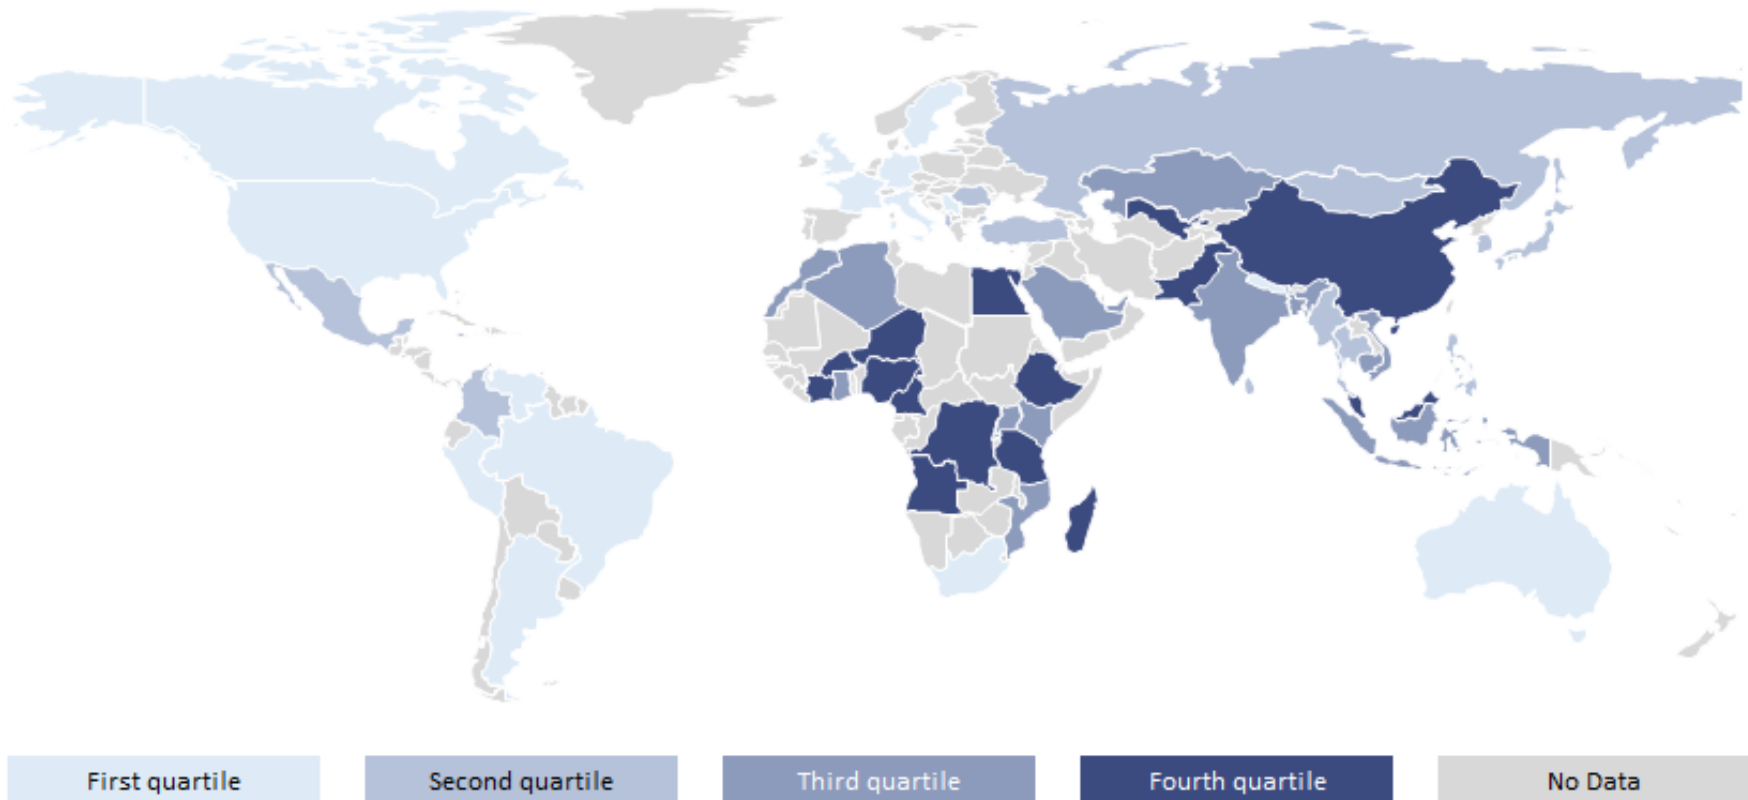 First quartile
Second quartile
Third quartile
Fourth quartile
No Data